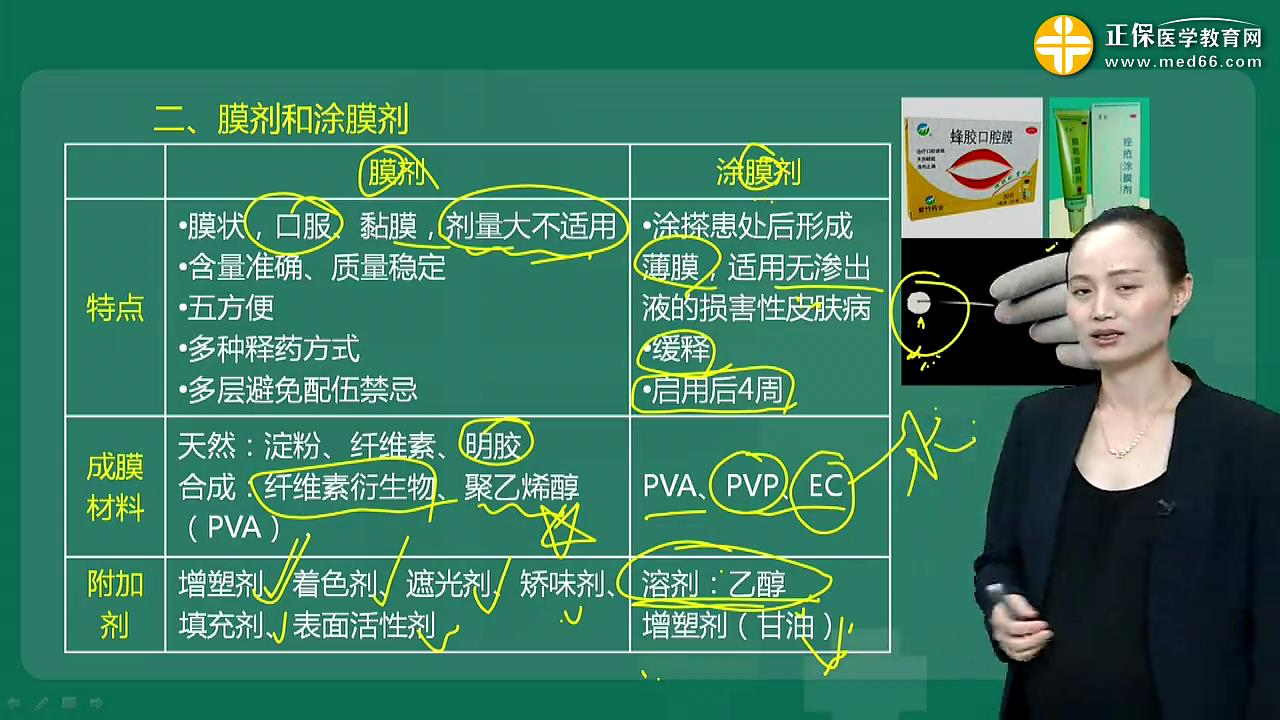 正保医学教育网
www.med66.com
二、膜剂和涂膜剂
膜剂
涂膜剂
特点
•膜状，口服、黏膜，剂量大不适用
•含量准确、质量稳定
•五方便
•多种释药方式
•多层避免配伍禁忌
•涂搽患处后形成
薄膜，适用无渗出
液的损害性皮肤病
•缓释
•启用后4周
成膜
材料
天然：淀粉、纤维素、明胶
合成：纤维素衍生物、聚乙烯醇
（PVA）
PVA、PVP、EC
水
附加
剂
增塑剂、着色剂、遮光剂、矫味剂、
填充剂、表面活性剂
溶剂：乙醇
增塑剂（甘油）
蜂胶口腔膜
痤疮涂膜剂